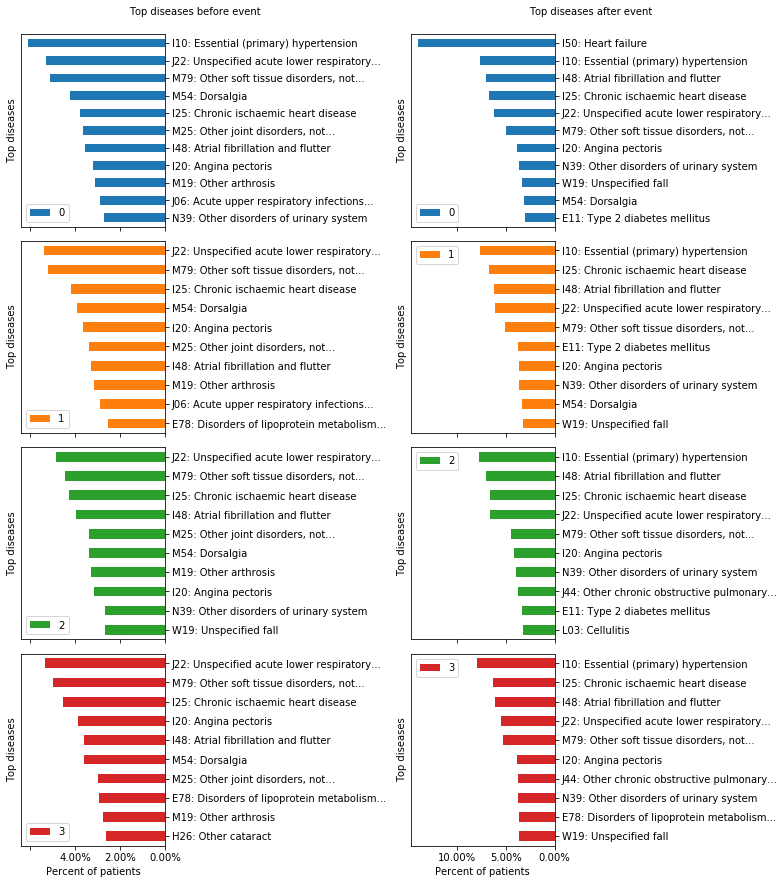 Top diseases before event
Top diseases
I10: Essential (primary) hypertension
J22: Unspecified acute lower respiratory...
M79: Other soft tissue disorders, not...
M54: Dorsalgia
I25: Chronic ischaemic heart disease
M25: Other joint disorders, not...
I48: Atrial fibrillation and flutter
I20: Angina pectoris
M19: Other arthrosis
J06: Acute upper respiratory infections...
N39: Other disorders of urinary system
0
Top diseases after event
Top diseases
I50: Heart failure
I10: Essential (primary) hypertension
I48: Atrial fibrillation and flutter
I25: Chronic ischaemic heart disease
J22: Unspecified acute lower respiratory...
M79: Other soft tissue disorders, not...
I20: Angina pectoris
N39: Other disorders of urinary system
W19: Unspecified fall
M54: Dorsalgia
E11: Type 2 diabetes mellitus
0
Top diseases
J22: Unspecified acute lower respiratory...
M79: Other soft tissue disorders, not...
I25: Chronic ischaemic heart disease
M54: Dorsalgia
I20: Angina pectoris
M25: Other joint disorders, not...
I48: Atrial fibrillation and flutter
M19: Other arthrosis
J06: Acute upper respiratory infections...
E78: Disorders of lipoprotein metabolism...
1
Top diseases
1
I10: Essential (primary) hypertension
I25: Chronic ischaemic heart disease
I48: Atrial fibrillation and flutter
J22: Unspecified acute lower respiratory...
M79: Other soft tissue disorders, not...
E11: Type 2 diabetes mellitus
I20: Angina pectoris
N39: Other disorders of urinary system
M54: Dorsalgia
W19: Unspecified fall
Top diseases
J22: Unspecified acute lower respiratory...
M79: Other soft tissue disorders, not...
I25: Chronic ischaemic heart disease
I48: Atrial fibrillation and flutter
M25: Other joint disorders, not...
M54: Dorsalgia
M19: Other arthrosis
I20: Angina pectoris
N39: Other disorders of urinary system
W19: Unspecified fall
2
Top diseases
2
I10: Essential (primary) hypertension
I48: Atrial fibrillation and flutter
I25: Chronic ischaemic heart disease
J22: Unspecified acute lower respiratory...
M79: Other soft tissue disorders, not...
I20: Angina pectoris
N39: Other disorders of urinary system
J44: Other chronic obstructive pulmonary...
E11: Type 2 diabetes mellitus
L03: Cellulitis
Top diseases
J22: Unspecified acute lower respiratory...
M79: Other soft tissue disorders, not...
I25: Chronic ischaemic heart disease
I20: Angina pectoris
I48: Atrial fibrillation and flutter
M54: Dorsalgia
M25: Other joint disorders, not...
E78: Disorders of lipoprotein metabolism...
M19: Other arthrosis
H26: Other cataract
3
4.00% 2.00% 0.00%
Percent of patients
Top diseases
3
I10: Essential (primary) hypertension
I25: Chronic ischaemic heart disease
I48: Atrial fibrillation and flutter
J22: Unspecified acute lower respiratory...
M79: Other soft tissue disorders, not...
I20: Angina pectoris
J44: Other chronic obstructive pulmonary...
N39: Other disorders of urinary system
E78: Disorders of lipoprotein metabolism...
W19: Unspecified fall
10.00% 5.00% 0.00%
Percent of patients